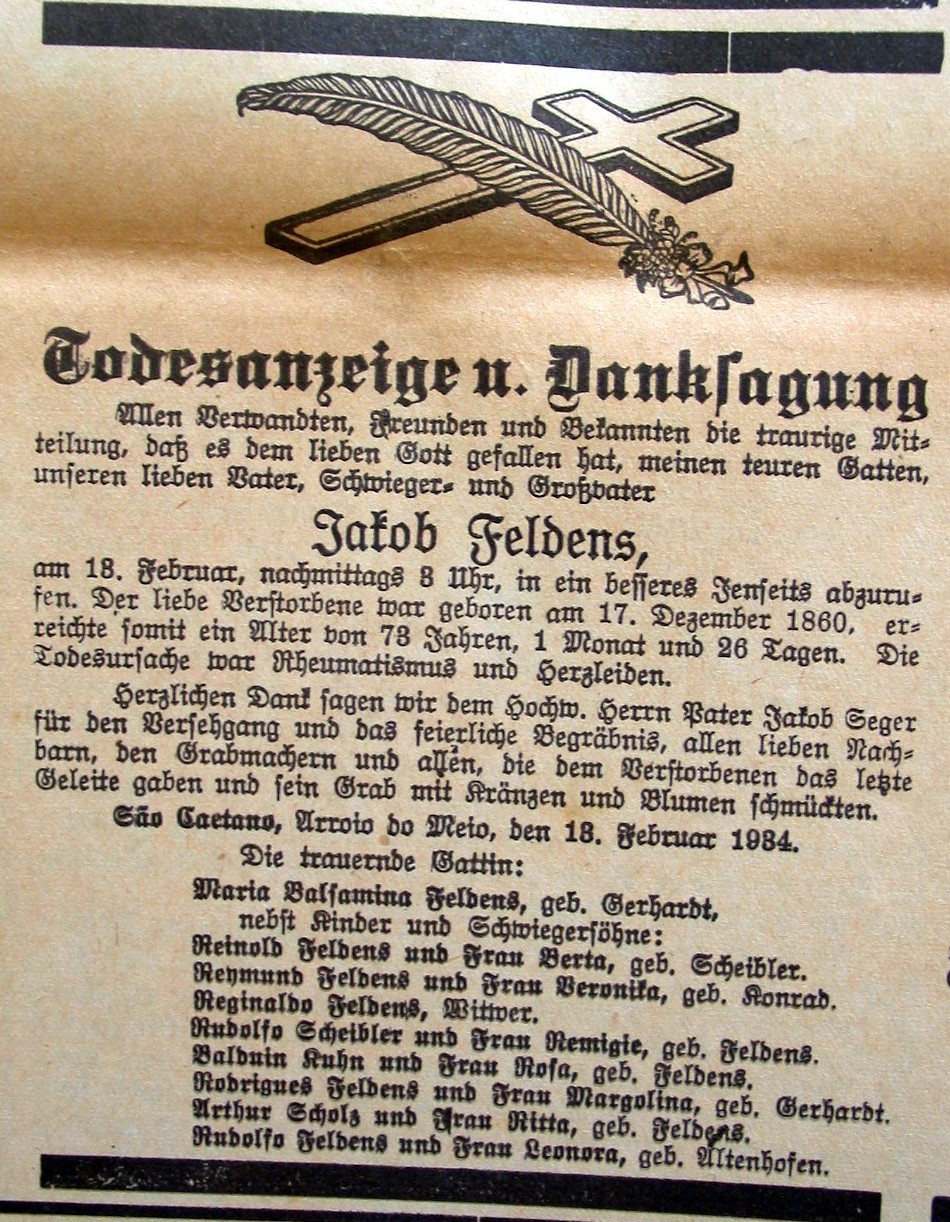 Todesanzeige u. Danksagung
Allen Verwandten, Freunden und Bekannten die traurige Mit-
teilung, daß es dem lieben Gott gefallen hat, meinen teuren Gatten,
unseren lieben Vater, Schwieger- und Großvater
Jakob Feldens,
am 18. Februar, nachmittags 3 Uhr, in ein besseres Jenseits abzuru-
fen. Der liebe Verstorbene war geboren am 17. Dezember 1860, er-
reichte somit ein Alter von 73 Jahren, 1 Monat und 26 Tagen. Die
Todesursache war Rheumatismus und Herzleiden.
Herzlichen Dank sagen wir dem Hochw. Herrn Pater Jakob Seger
für den Versehgang und das feierliche Begräbnis, allen lieben Nach-
barn, den Grabmachern und allen, die dem Verstorbenen das letzte
Geleite gaben und sein Grab mit Kränzen und Blumen schmückten.
São Caetano, Arroio do Meio, den 18. Februar 1934.
Die trauernde Gattin:
Maria Balsamina Feldens, geb. Gerhardt,
nebst Kinder und Schwiegersöhne:
Reinold Feldens und Frau Berta, geb. Scheibler.
Reymund Feldens und Frau Veronika, geb. Konrad.
Reginaldo Feldens, Witwer.
Rudolfo Scheibler und Frau Remigie, geb. Feldens.
Balduin Kuhn und Frau Rosa, geb. Feldens.
Rodrigues Feldens und Frau Margolina, geb. Gerhardt.
Arthur Scholz und Frau Ritta, geb. Feldens.
Rudolfo Feldens und Frau Leonora, geb. Altenhofen.